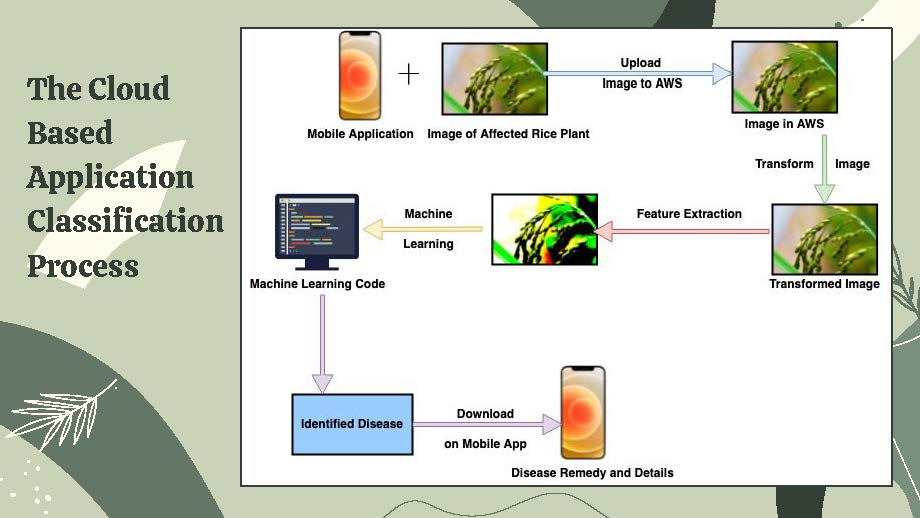 The Cloud
Based
Application
Classification
Process
Mobile Application
Image of Affected Rice Plant
Upload
Image to AWS
Image in AWS
Transform Image
Transformed Image
Feature Extraction
Machine
Learning
Machine Learning Code
Identified Disease
Download
on Mobile App
Disease Remedy and Details